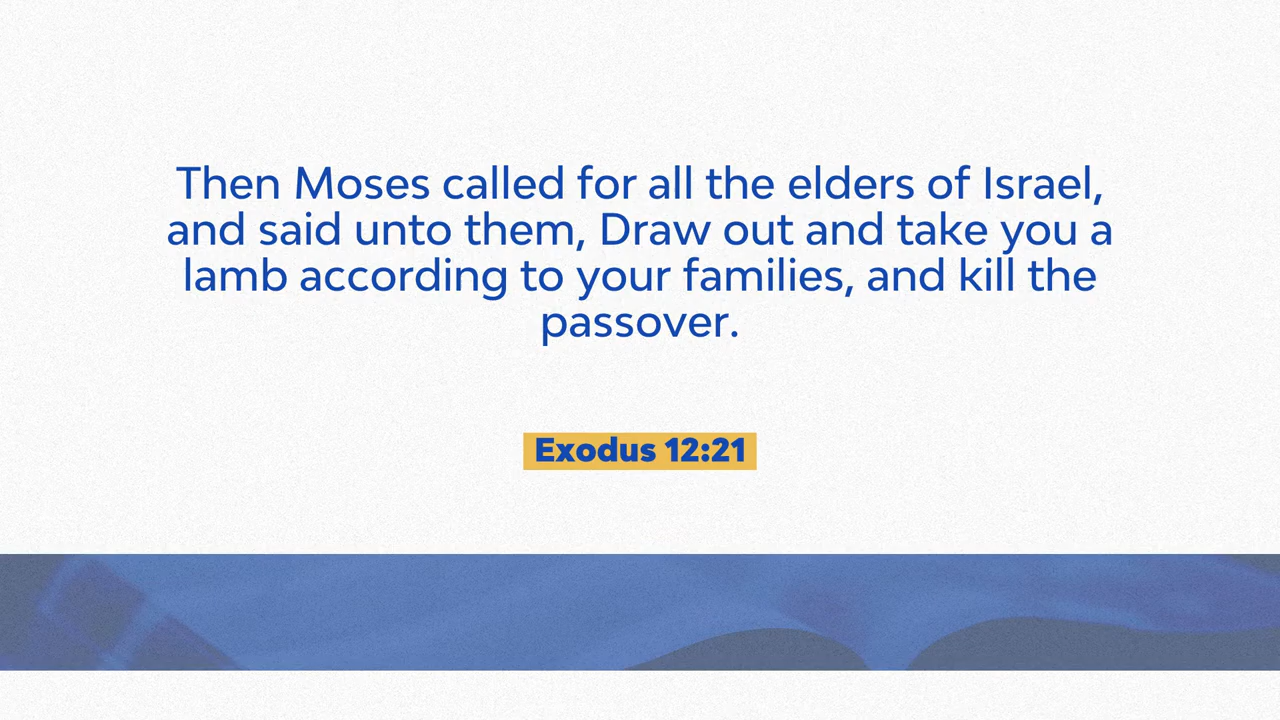 Then Moses called for all the elders of Israel,
and said unto them, Draw out and take you a
lamb according to your families, and kill the
passover.
Exodus 12:21